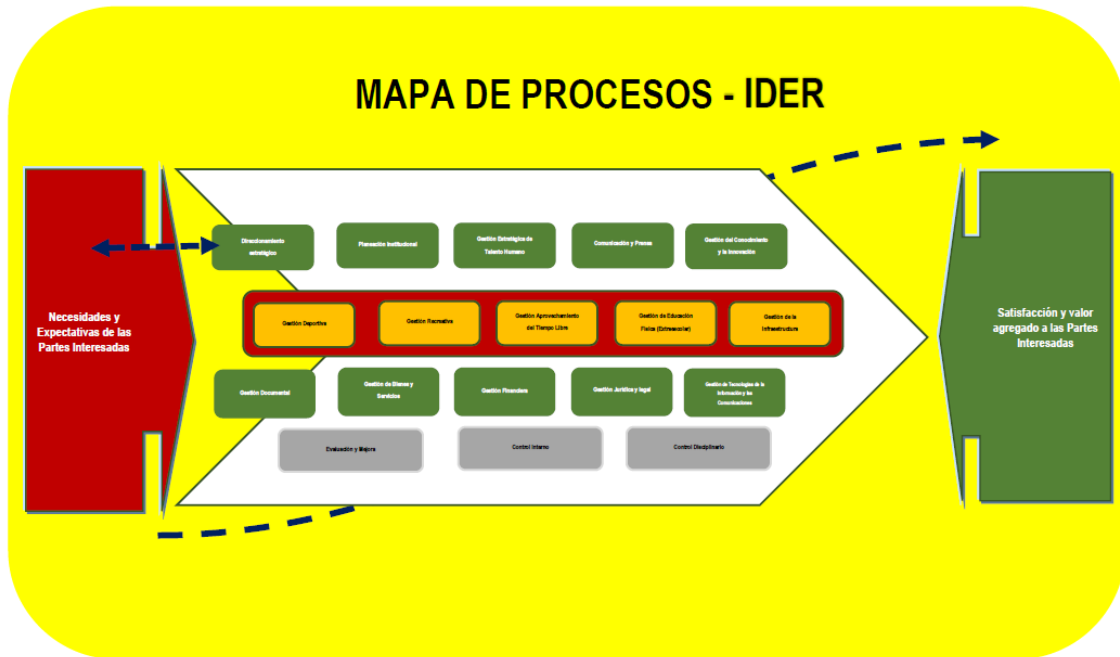 MAPA DE PROCESOS - IDER
Necesidades y
Expectativas de las
Partes Interesadas
Direccionamiento
estratégico
Planeación Institucional
Gestión Estratégica de
Talento Humano
Comunicación y Prensa
Gestión del Conocimiento
y la Innovación
Gestión Deportiva
Gestión Recreativa
Gestión Aprovechamiento
del Tiempo Libre
Gestión de Educación
Física (Extraescolar)
Gestión de la
Infraestructura
Gestión Documental
Gestión de Bienes y
Servicios
Gestión Financiera
Gestión Jurídica y legal
Gestión de Tecnologías de la
Información y las
Comunicaciones
Evaluación y Mejora
Control Interno
Control Disciplinario
Satisfacción y valor
agregado a las Partes
Interesadas